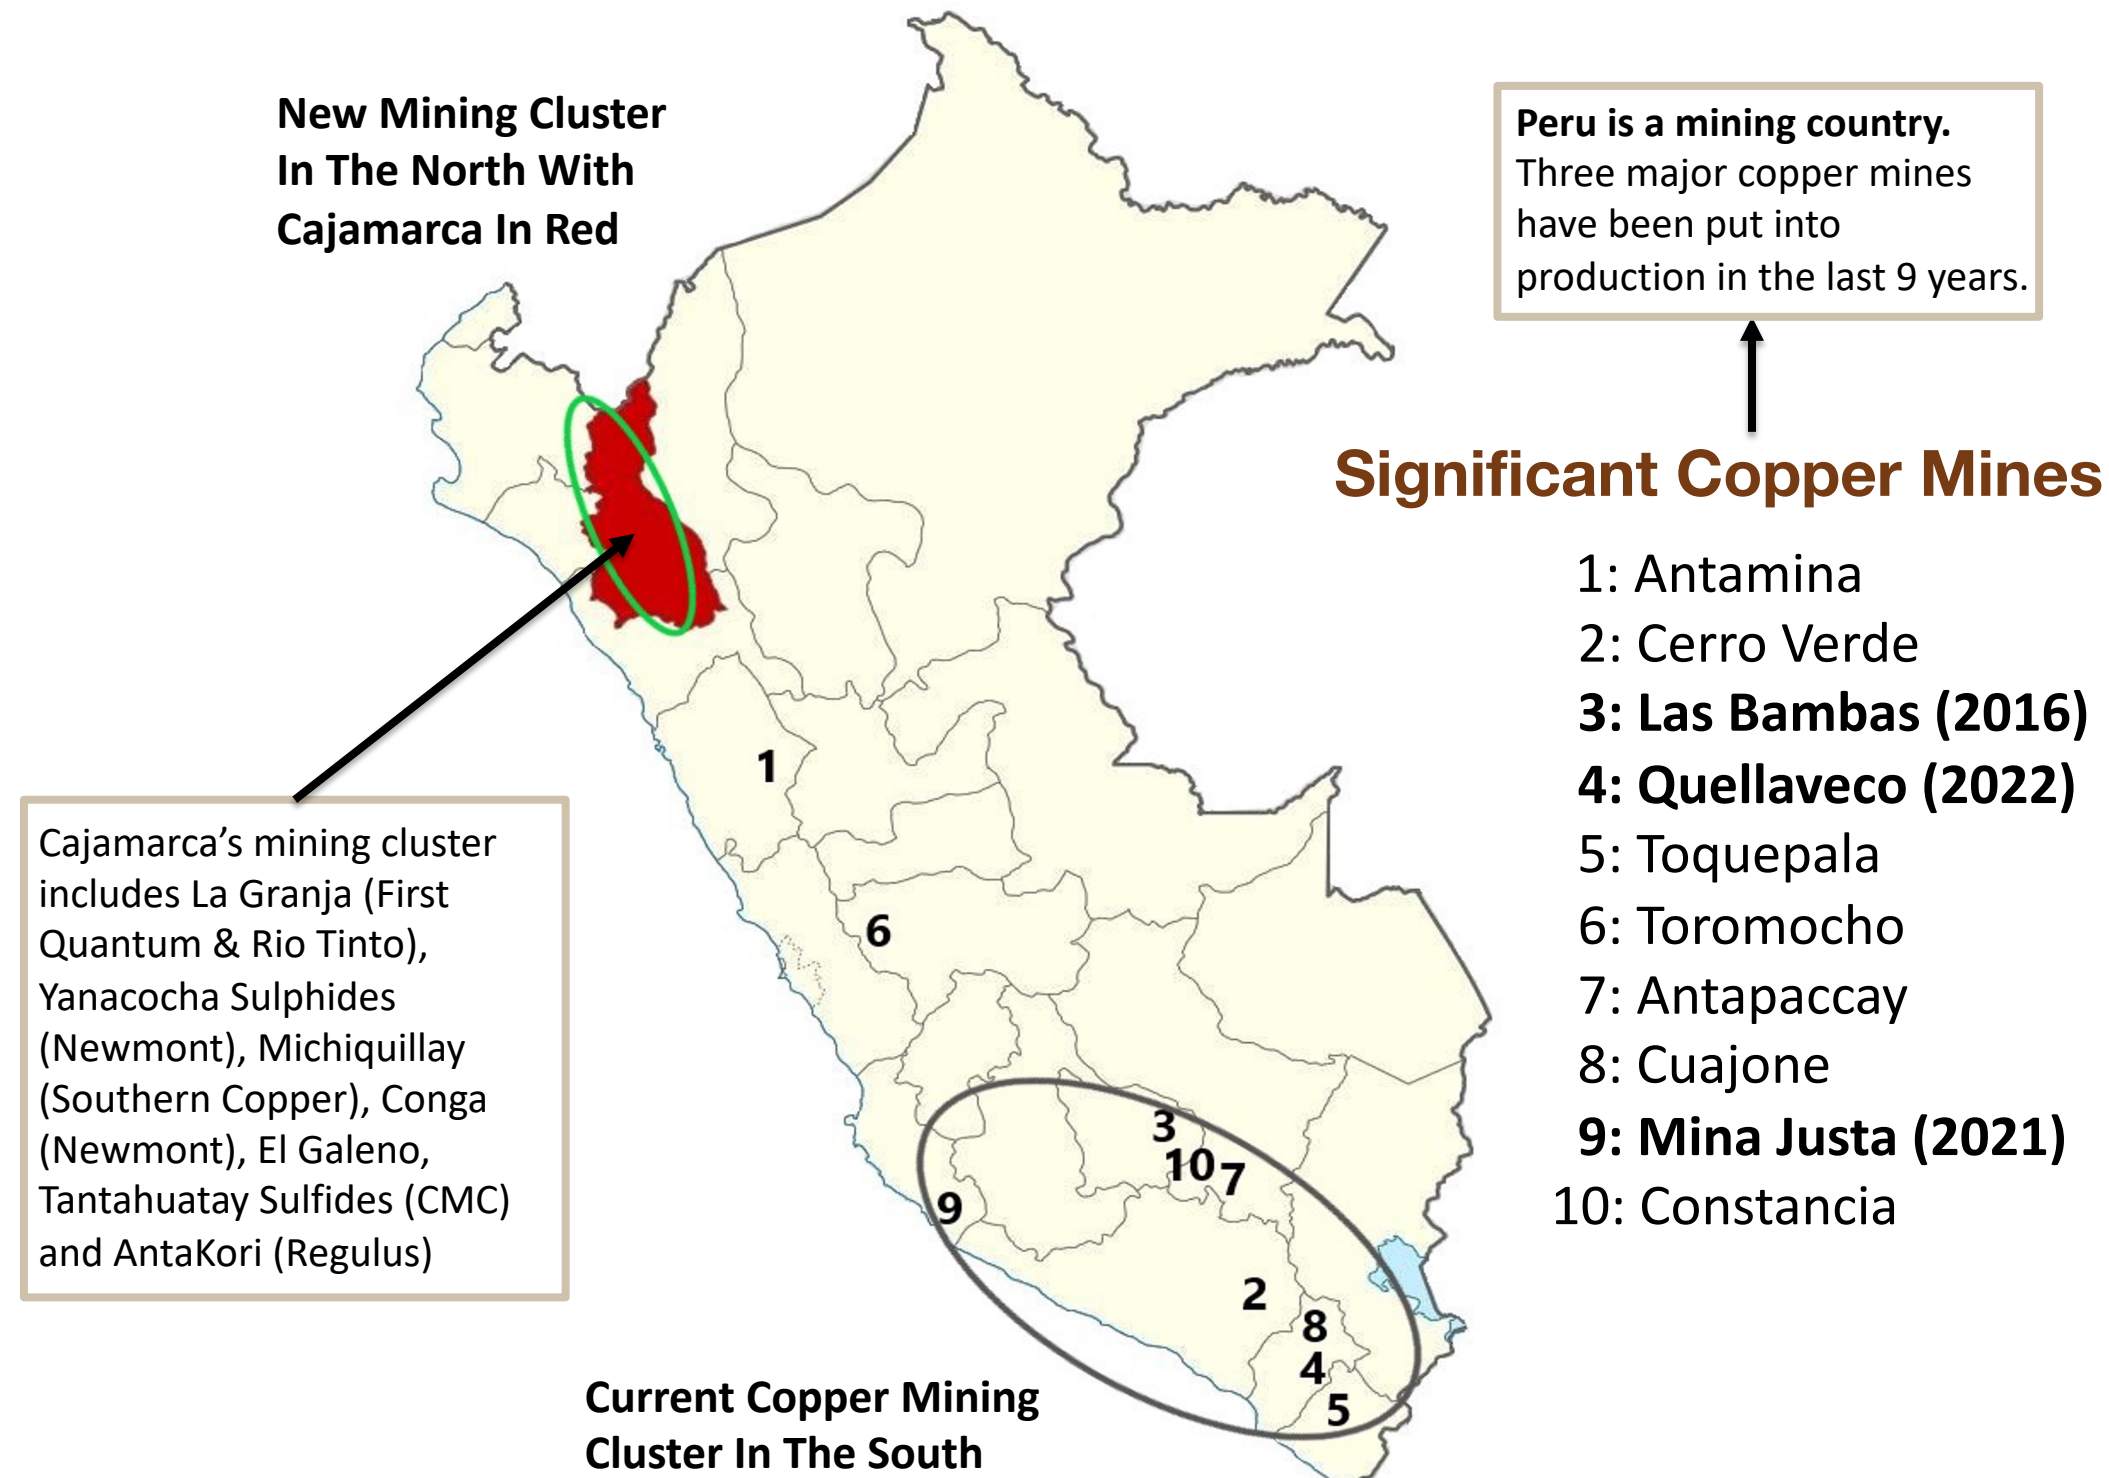 New Mining Cluster
In The North With
Cajamarca In Red
Peru is a mining country.
Three major copper mines
have been put into
production in the last 9 years.
Significant Copper Mines
1: Antamina
2: Cerro Verde
3: Las Bambas (2016)
4: Quellaveco (2022)
5: Toquepala
6: Toromocho
7: Antapaccay
8: Cuajone
9: Mina Justa (2021)
10: Constancia
Cajamarca’s mining cluster
includes La Granja (First
Quantum & Rio Tinto),
Yanacocha Sulphides
(Newmont), Michiquillay
(Southern Copper), Conga
(Newmont), El Galeno,
Tantahuatay Sulfides (CMC)
and AntaKori (Regulus)
1
6
3
10
7
9
2
8
4
5
Current Copper Mining
Cluster In The South